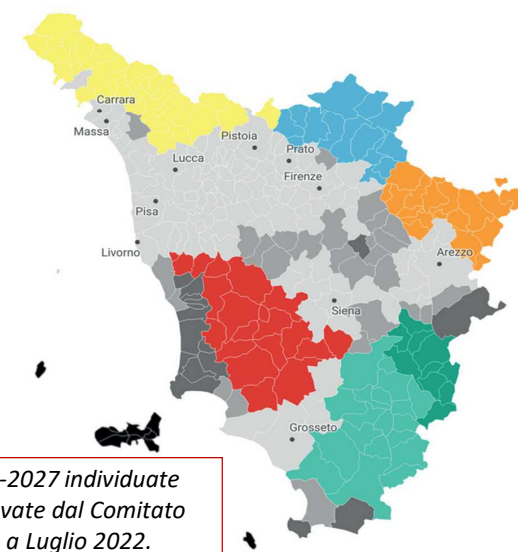 Carrara
Massa
Pistoia
Prato
Lucca
Firenze
Pisa
Livorno
Arezzo
Siena
Grosseto
-2027 individuate
vate dal Comitato
a Luglio 2022.